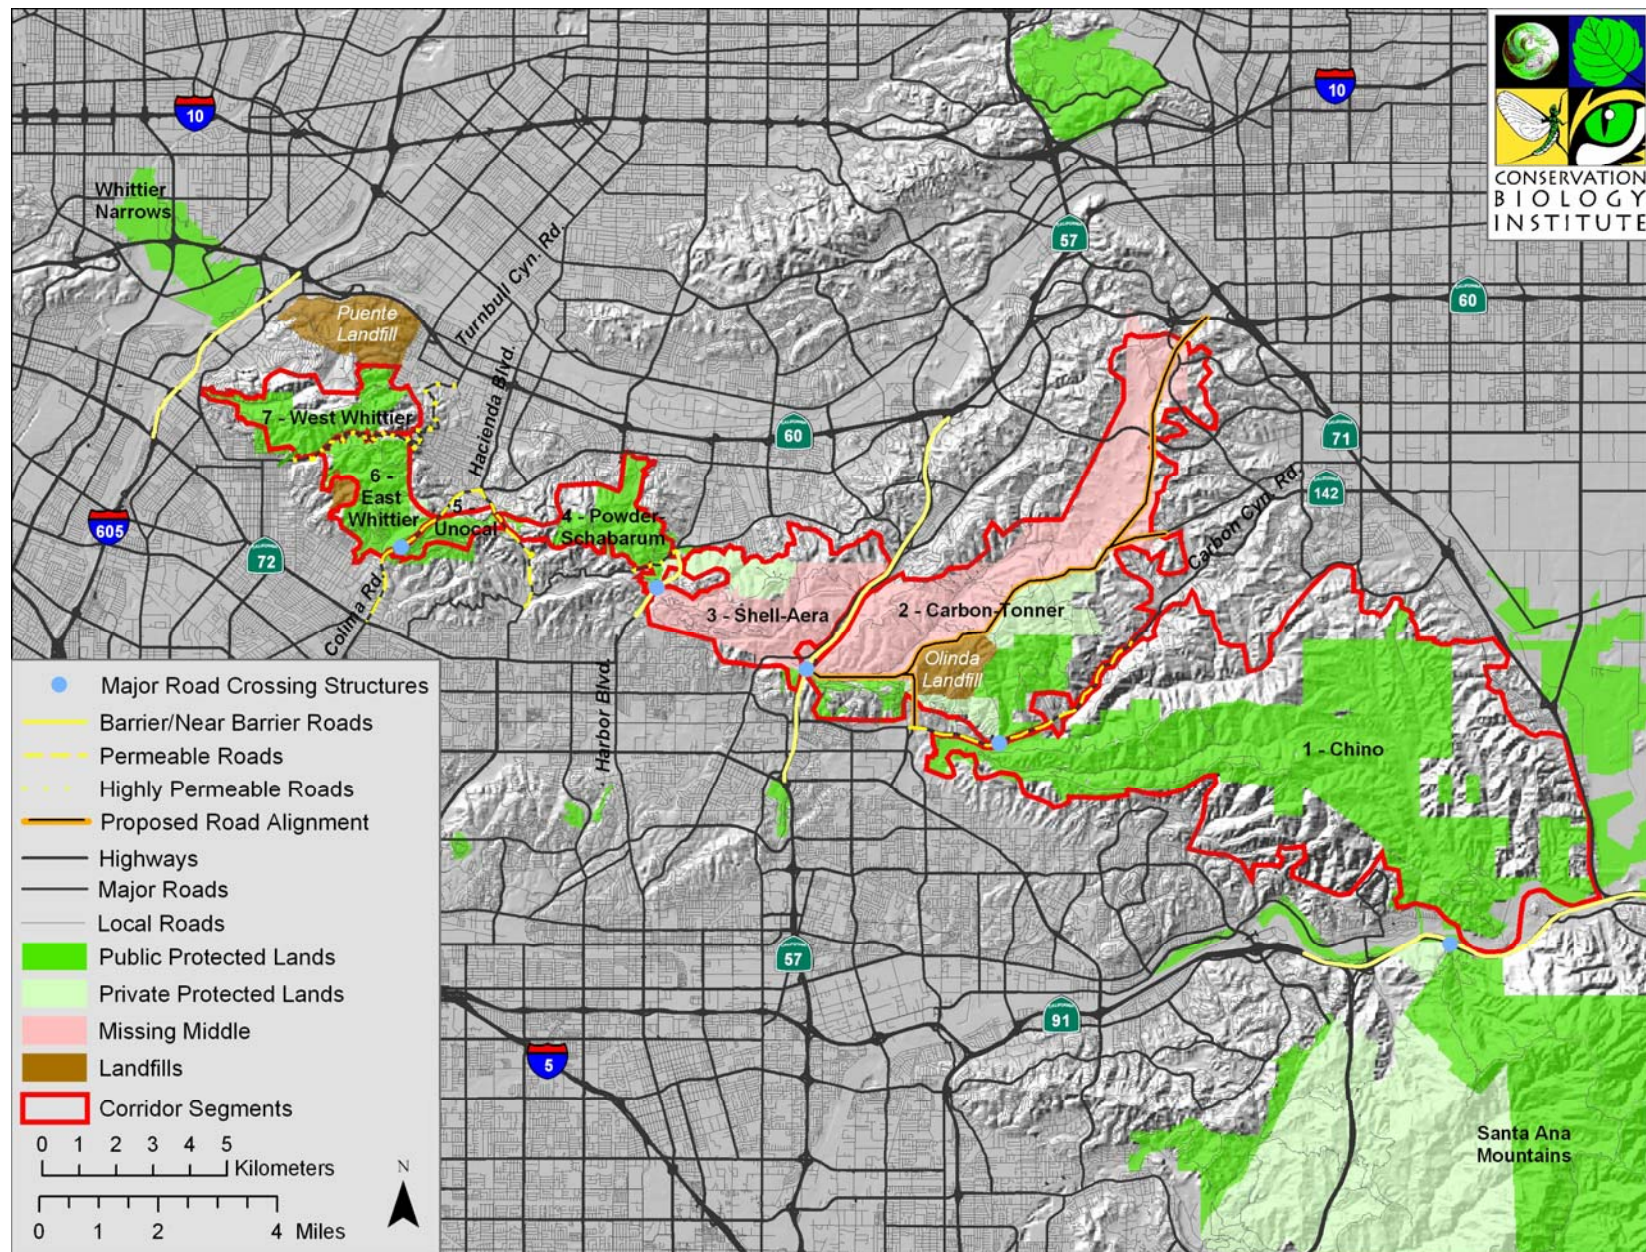 10
10
CONSERVATION
BIOLOGY
INSTITUTE
Whittier
Narrows
57
Turnbull Cyn. Rd.
60
Puente
Landfill
Hacienda Blvd.
7 - West Whittier
60
71
6 -
East
Whittier
5 -
Unocal
4 - Powder-
Schabarum
Carbon Cyn. Rd.
142
605
72
Colima Rd.
3 - Shell-Aera
2 - Carbon-Tonner
Olinda
Landfill
Harbor Blvd.
1 - Chino
Major Road Crossing Structures
Barrier/Near Barrier Roads
Permeable Roads
Highly Permeable Roads
Proposed Road Alignment
Highways
Major Roads
Local Roads
Public Protected Lands
Private Protected Lands
Missing Middle
Landfills
Corridor Segments
0 1 2 3 4 5
Kilometers
N
0 1 2 4
Miles
57
91
5
Santa Ana
Mountains